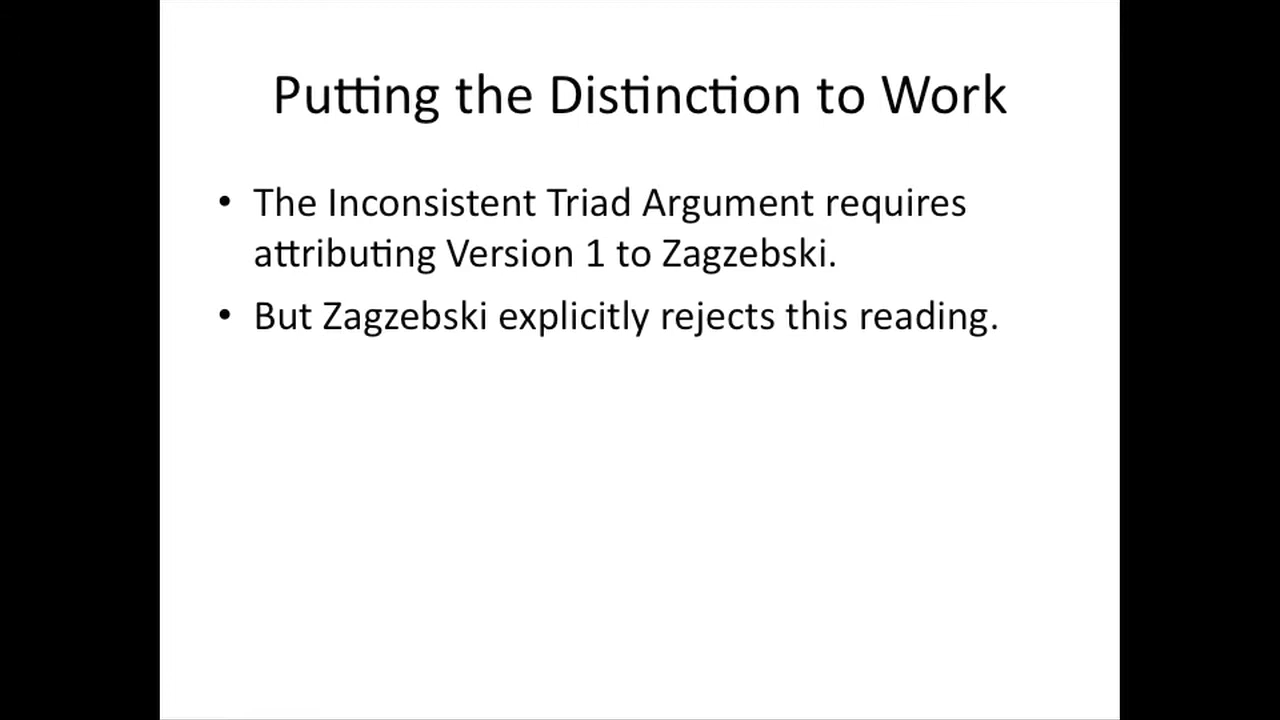 Putting the Distinction to Work
• The Inconsistent Triad Argument requires
attributing Version 1 to Zagzebski.
• But Zagzebski explicitly rejects this reading.